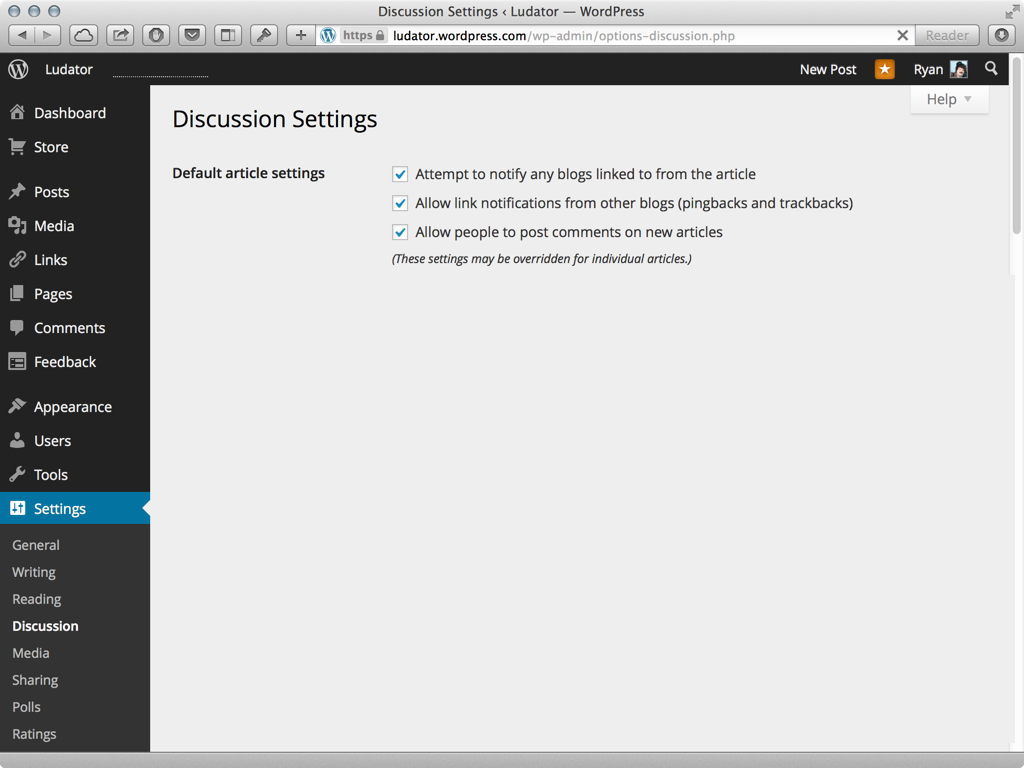 Discussion Settings ‹ Ludator — WordPress
https ludator.wordpress.com/wp-admin/options-discussion.php Reader
Ludator New Post Ryan
Help
Dashboard
Store
Posts
Media
Links
Pages
Comments
Feedback
Appearance
Users
Tools
Settings
General
Writing
Reading
Discussion
Media
Sharing
Polls
Ratings
Discussion Settings
Default article settings
Attempt to notify any blogs linked to from the article
Allow link notifications from other blogs (pingbacks and trackbacks)
Allow people to post comments on new articles
(These settings may be overridden for individual articles.)